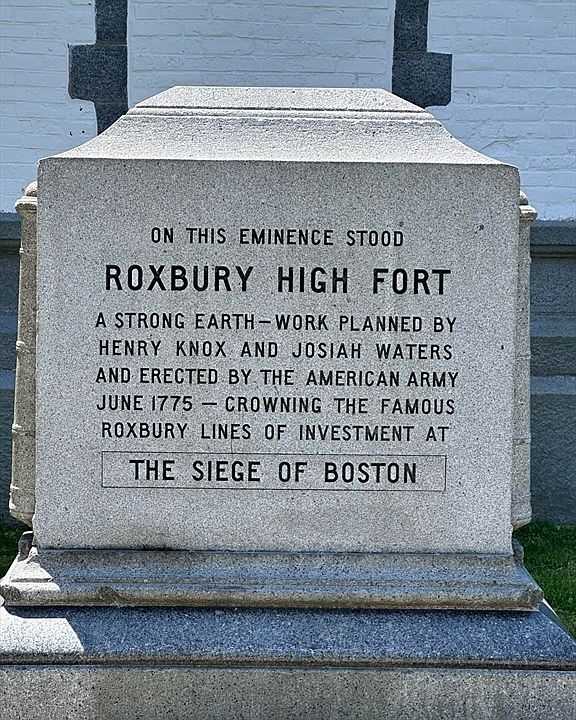 ON THIS EMINENCE STOOD
ROXBURY HIGH FORT
A STRONG EARTH—WORK PLANNED BY
HENRY KNOX AND JOSIAH WATERS
AND ERECTED BY THE AMERICAN ARMY
JUNE 1775 — CROWNING THE FAMOUS
ROXBURY LINES OF INVESTMENT AT
THE SIEGE OF BOSTON